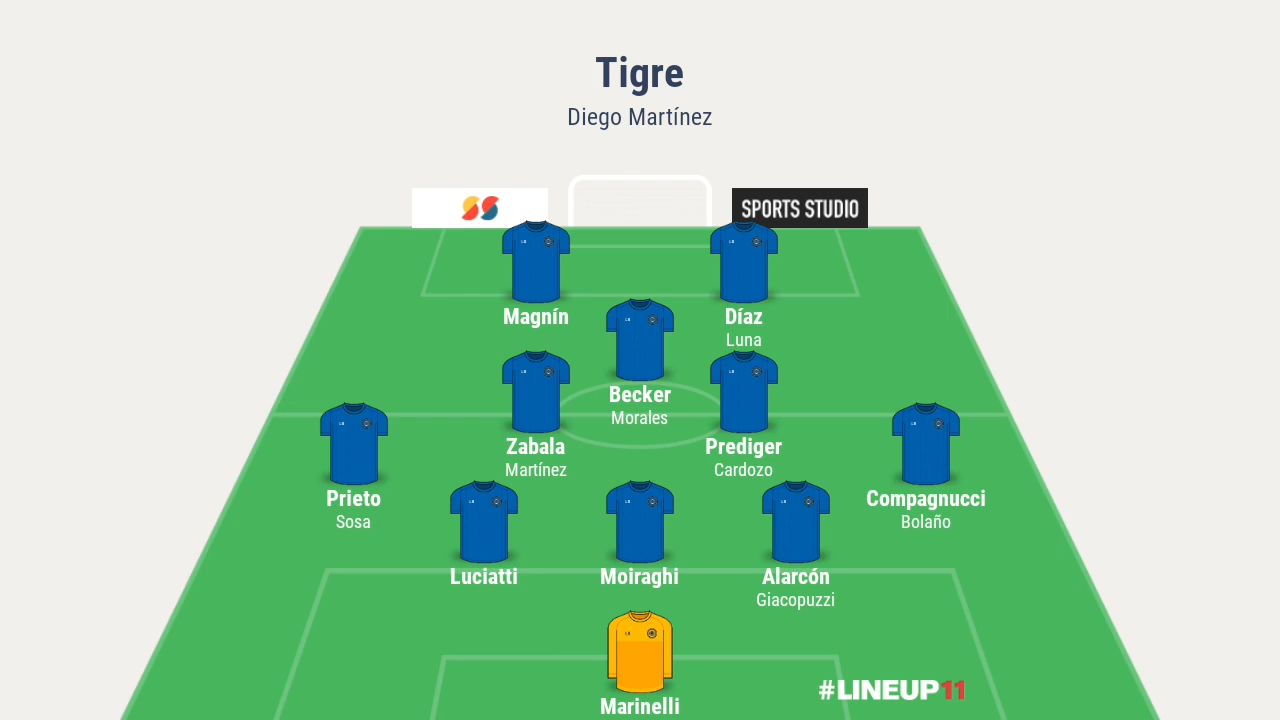 Tigre
Diego Martínez
SPORTS STUDIO
Magnín
Díaz
Luna
Becker
Morales
Zabala
Martínez
Prediger
Cardozo
Prieto
Sosa
Compagnucci
Bolaño
Luciatti
Moiraghi
Alarcón
Giacopuzzi
Marinelli
#LINEUP11